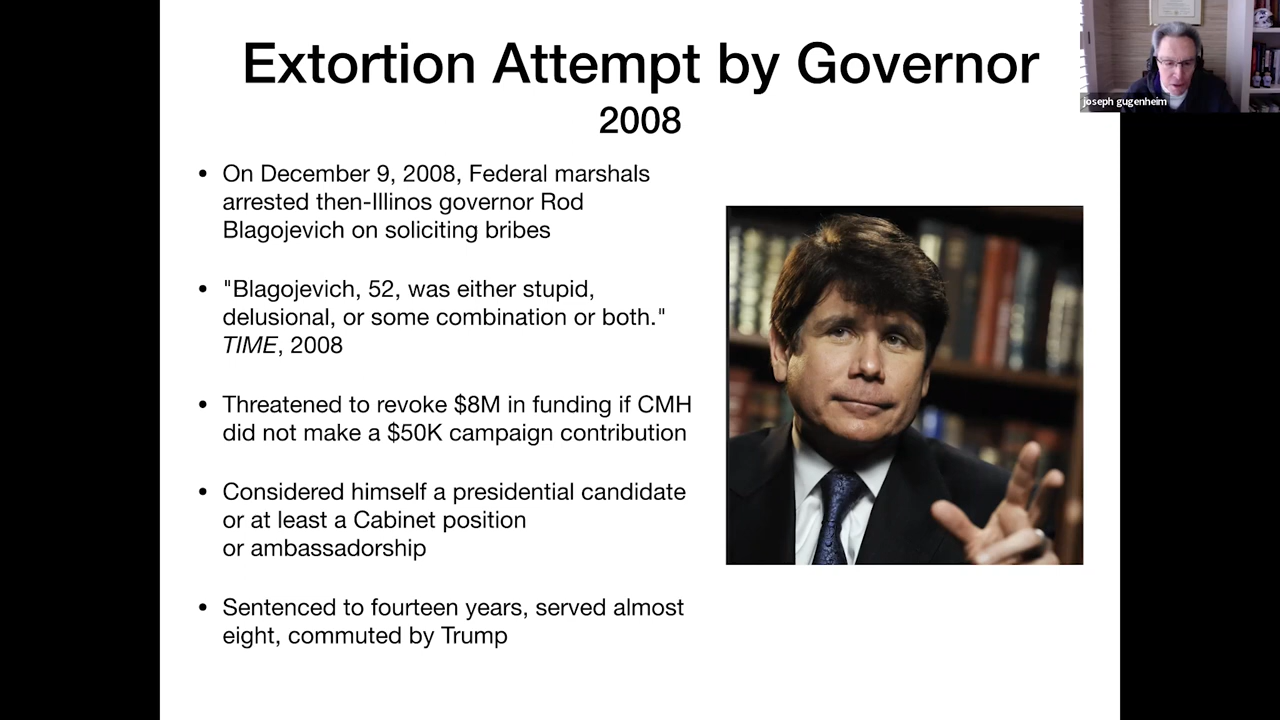 Extortion Attempt by Governor
2008
joseph gugenheim
• On December 9, 2008, Federal marshals
arrested then-Illinos governor Rod
Blagojevich on soliciting bribes
• "Blagojevich, 52, was either stupid,
delusional, or some combination or both."
TIME, 2008
• Threatened to revoke $8M in funding if CMH
did not make a $50K campaign contribution
• Considered himself a presidential candidate
or at least a Cabinet position
or ambassadorship
• Sentenced to fourteen years, served almost
eight, commuted by Trump